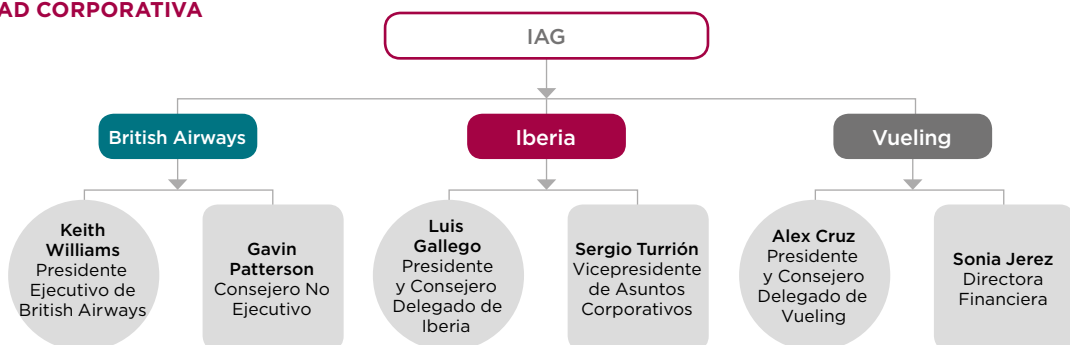 AD CORPORATIVA
IAG
British Airways
Iberia
Vueling
Keith
Williams
Presidente
Ejecutivo de
British Airways
Gavin
Patterson
Consejero No
Ejecutivo
Luis
Gallego
Presidente
y Consejero
Delegado de
Iberia
Sergio Turrión
Vicepresidente
de Asuntos
Corporativos
Alex Cruz
Presidente
y Consejero
Delegado de
Vueling
Sonia Jerez
Directora
Financiera